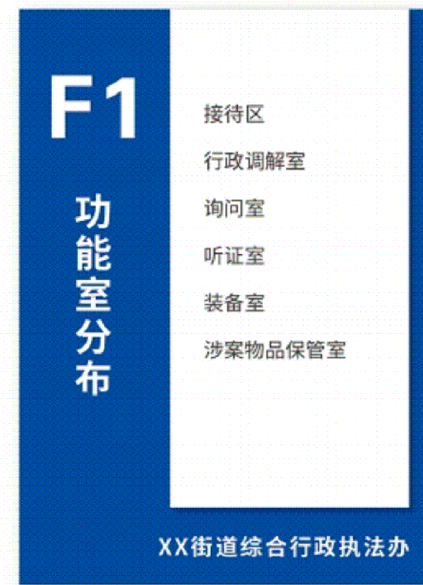 F1
功能室分布
接待区
行政调解室
询问室
听证室
装备室
涉案物品保管室
XX街道综合行政执法办